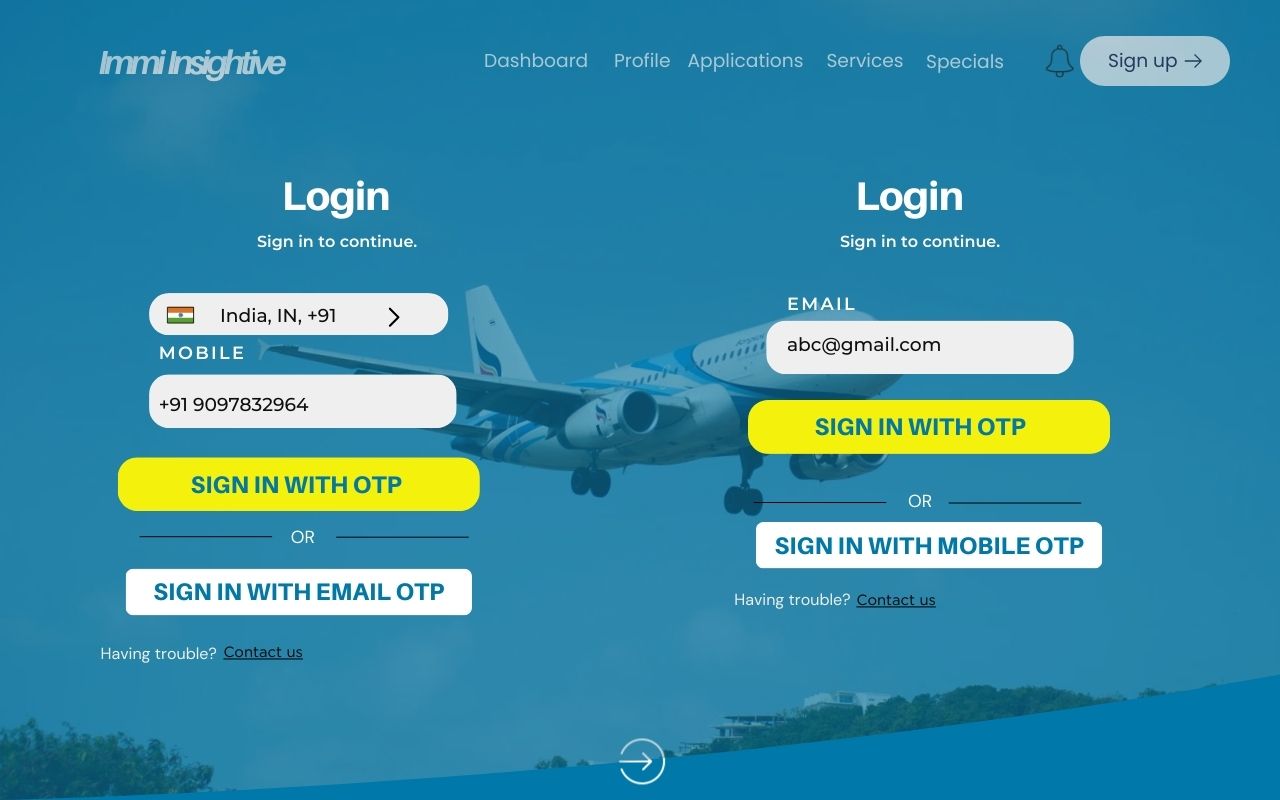 Immi Insightive
Dashboard Profile Applications Services Specials
Sign up →
Login
Sign in to continue.
India, IN, +91
MOBILE
+91 9097832964
SIGN IN WITH OTP
OR
SIGN IN WITH EMAIL OTP
Having trouble? Contact us
Login
Sign in to continue.
EMAIL
abc@gmail.com
SIGN IN WITH OTP
OR
SIGN IN WITH MOBILE OTP
Having trouble? Contact us